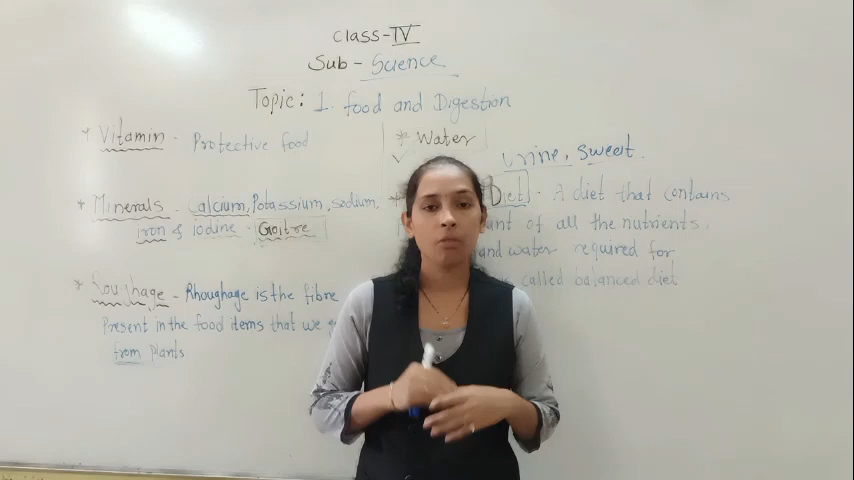 class-IV
Sub - Science
Topic: 1. food and Digestion
* Vitamin - Protective food
* Minerals - calcium, Potassium, sodium,
iron & iodine - Goitre
* Roughage - Rhoughage is the fibre
Present in the food items that we
from plants
* Water
✓ urine, sweet.
* Diet - A diet that contains
of all the nutrients,
and water required for
called balanced diet